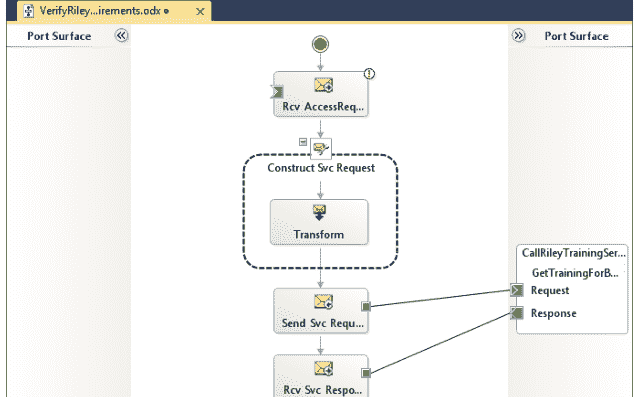 VerifyRiley...irements.odx
Port Surface
Port Surface
Rcv AccessReq...
Construct Svc Request
Transform
CallRileyTrainingSer...
GetTrainingForB...
Request
Send Svc Requ...
Response
Rcv Svc Respo...